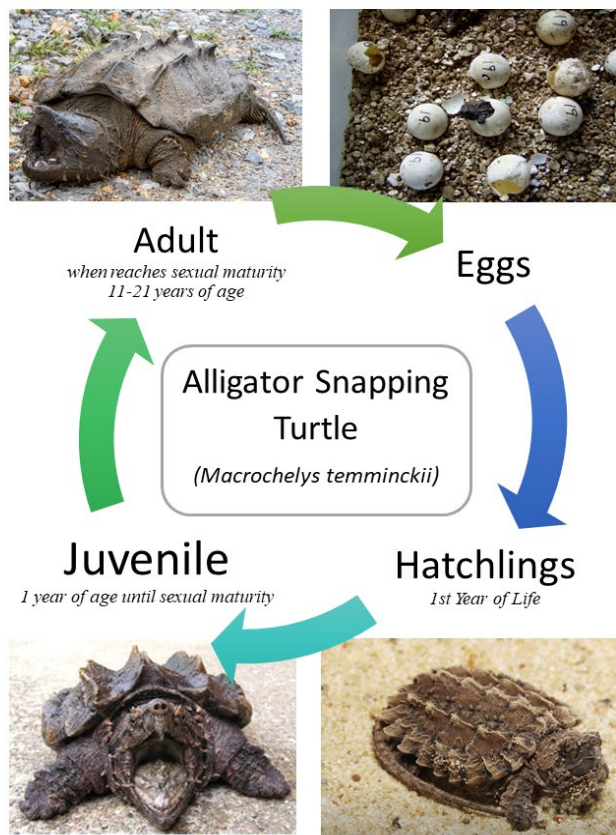 Adult
when reaches sexual maturity
11-21 years of age
Eggs
Alligator Snapping
Turtle
(Macrochelys temminckii)
Juvenile
1 year of age until sexual maturity
Hatchlings
1st Year of Life